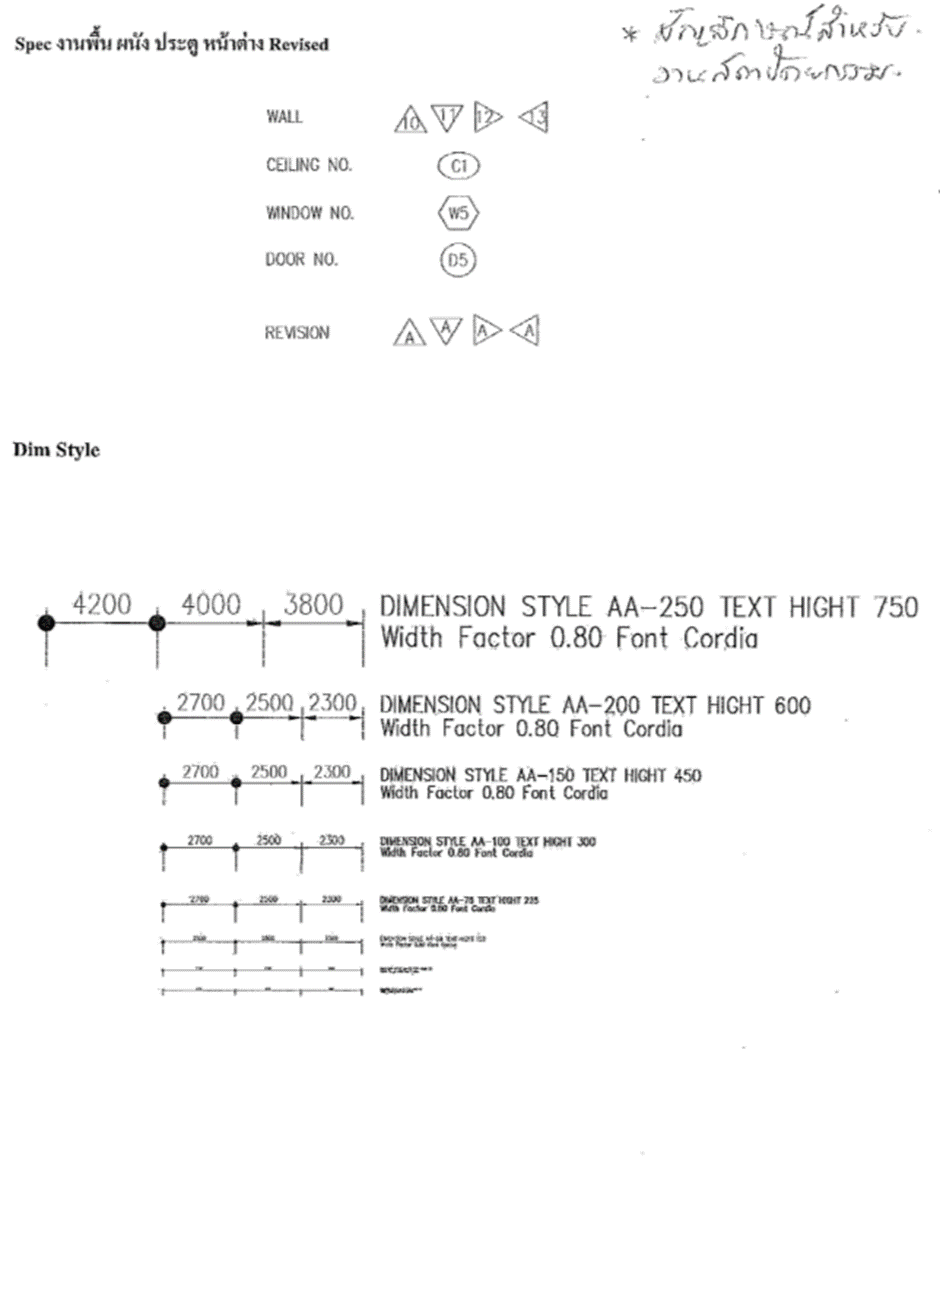 Spec งานพื้น ผนัง ประตู หน้าต่าง Revised
* สัญลักษณ์สำหรับ
งานสถาปัตยกรรม
WALL 10 11 12 13
CEILING NO. C1
WINDOW NO. W5
DOOR NO. D5
REVISION A A A A
Dim Style
4200 4000 3800 DIMENSION STYLE AA-250 TEXT HIGHT 750
Width Factor 0.80 Font Cordia
2700 2500 2300 DIMENSION STYLE AA-200 TEXT HIGHT 600
Width Factor 0.80 Font Cordia
2700 2500 2300 DIMENSION STYLE AA-150 TEXT HIGHT 450
Width Factor 0.80 Font Cordia
2700 2500 2300 DIMENSION STYLE AA-100 TEXT HIGHT 300
Width Factor 0.80 Font Cordia
2700 2500 2300 DIMENSION STYLE AA-75 TEXT HIGHT 225
Width Factor 0.80 Font Cordia